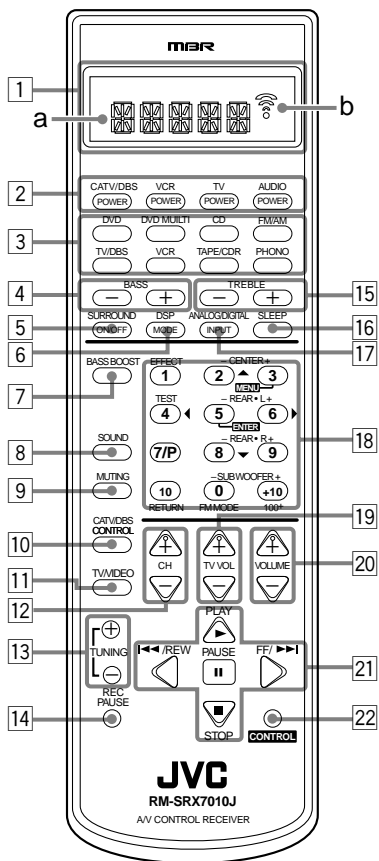 MBR
1
a
b
2
CATV/DBS VCR TV AUDIO
POWER POWER POWER POWER
3
DVD DVD MUILTI CD FM/AM
TV/DBS VCR TAPE/CDR PHONO
4
BASS TREBLE
− + − +
15
5
SURROUND DSP ANALOG/DIGITAL SLEEP
ON/OFF MODE INPUT
16
6
17
BASS BOOST EFFECT − CENTER +
7
1 2 3
MENU
TEST − REAR • L +
4 5 6
ENTER
8
SOUND − REAR • R +
7/P 8 9
18
9
MUTING −SUBWOOFER +
10 0 +10
RETURN FM MODE 100+
10
CATV/DBS
CONTROL
19
11
TV/VIDEO
+ + +
CH TV VOL VOLUME
− − −
20
12
13
+
TUNING
−
PLAY
/REW PAUSE FF/
21
REC
PAUSE
14
STOP
CONTROL
22
JVC
RM-SRX7010J
A/V CONTROL RECEIVER